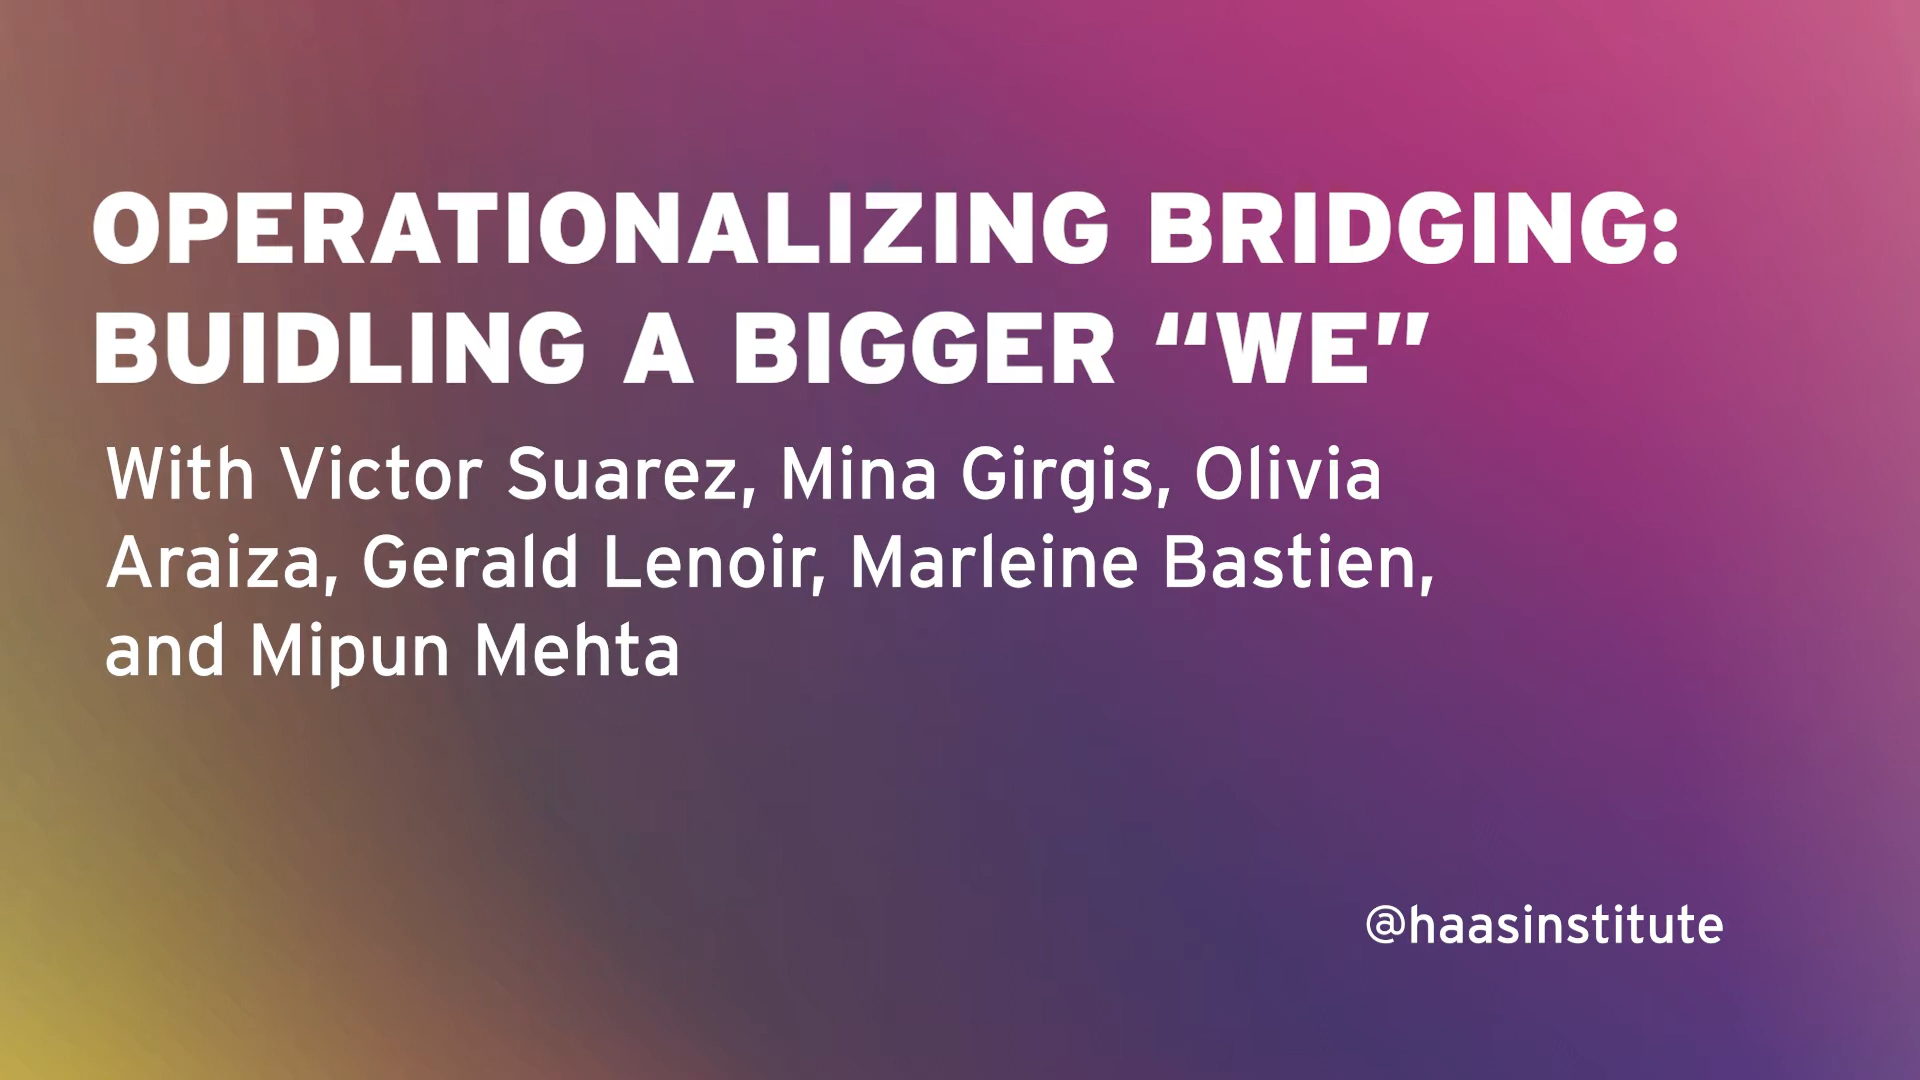 OPERATIONALIZING BRIDGING:
BUIDLING A BIGGER “WE”
With Victor Suarez, Mina Girgis, Olivia
Araiza, Gerald Lenoir, Marleine Bastien,
and Mipun Mehta
@haasinstitute